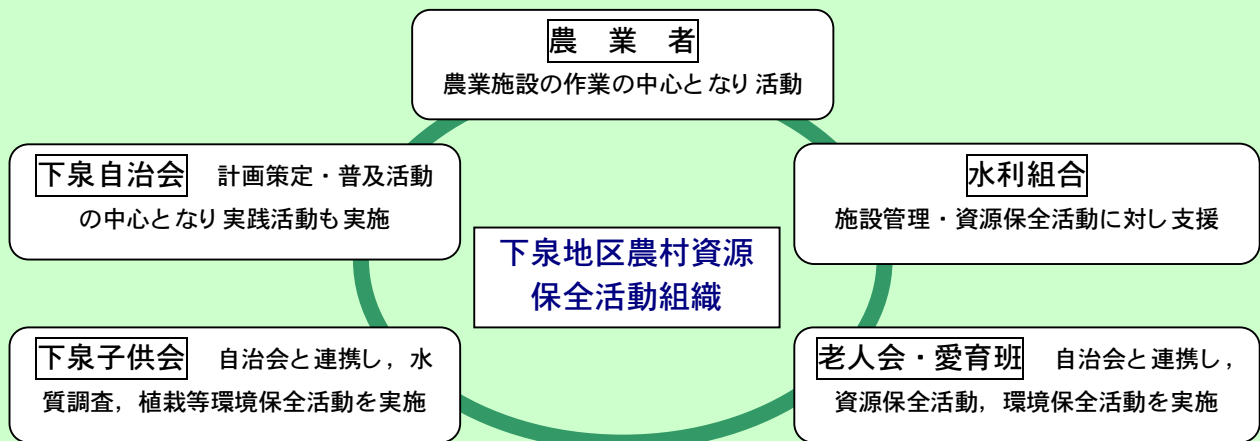 農 業 者
農業施設の作業の中心となり活動
下泉自治会 計画策定・普及活動
の中心となり実践活動も実施
水利組合
施設管理・資源保全活動に対し支援
下泉地区農村資源
保全活動組織
下泉子供会 自治会と連携し，水
質調査，植栽等環境保全活動を実施
老人会・愛育班 自治会と連携し，
資源保全活動，環境保全活動を実施